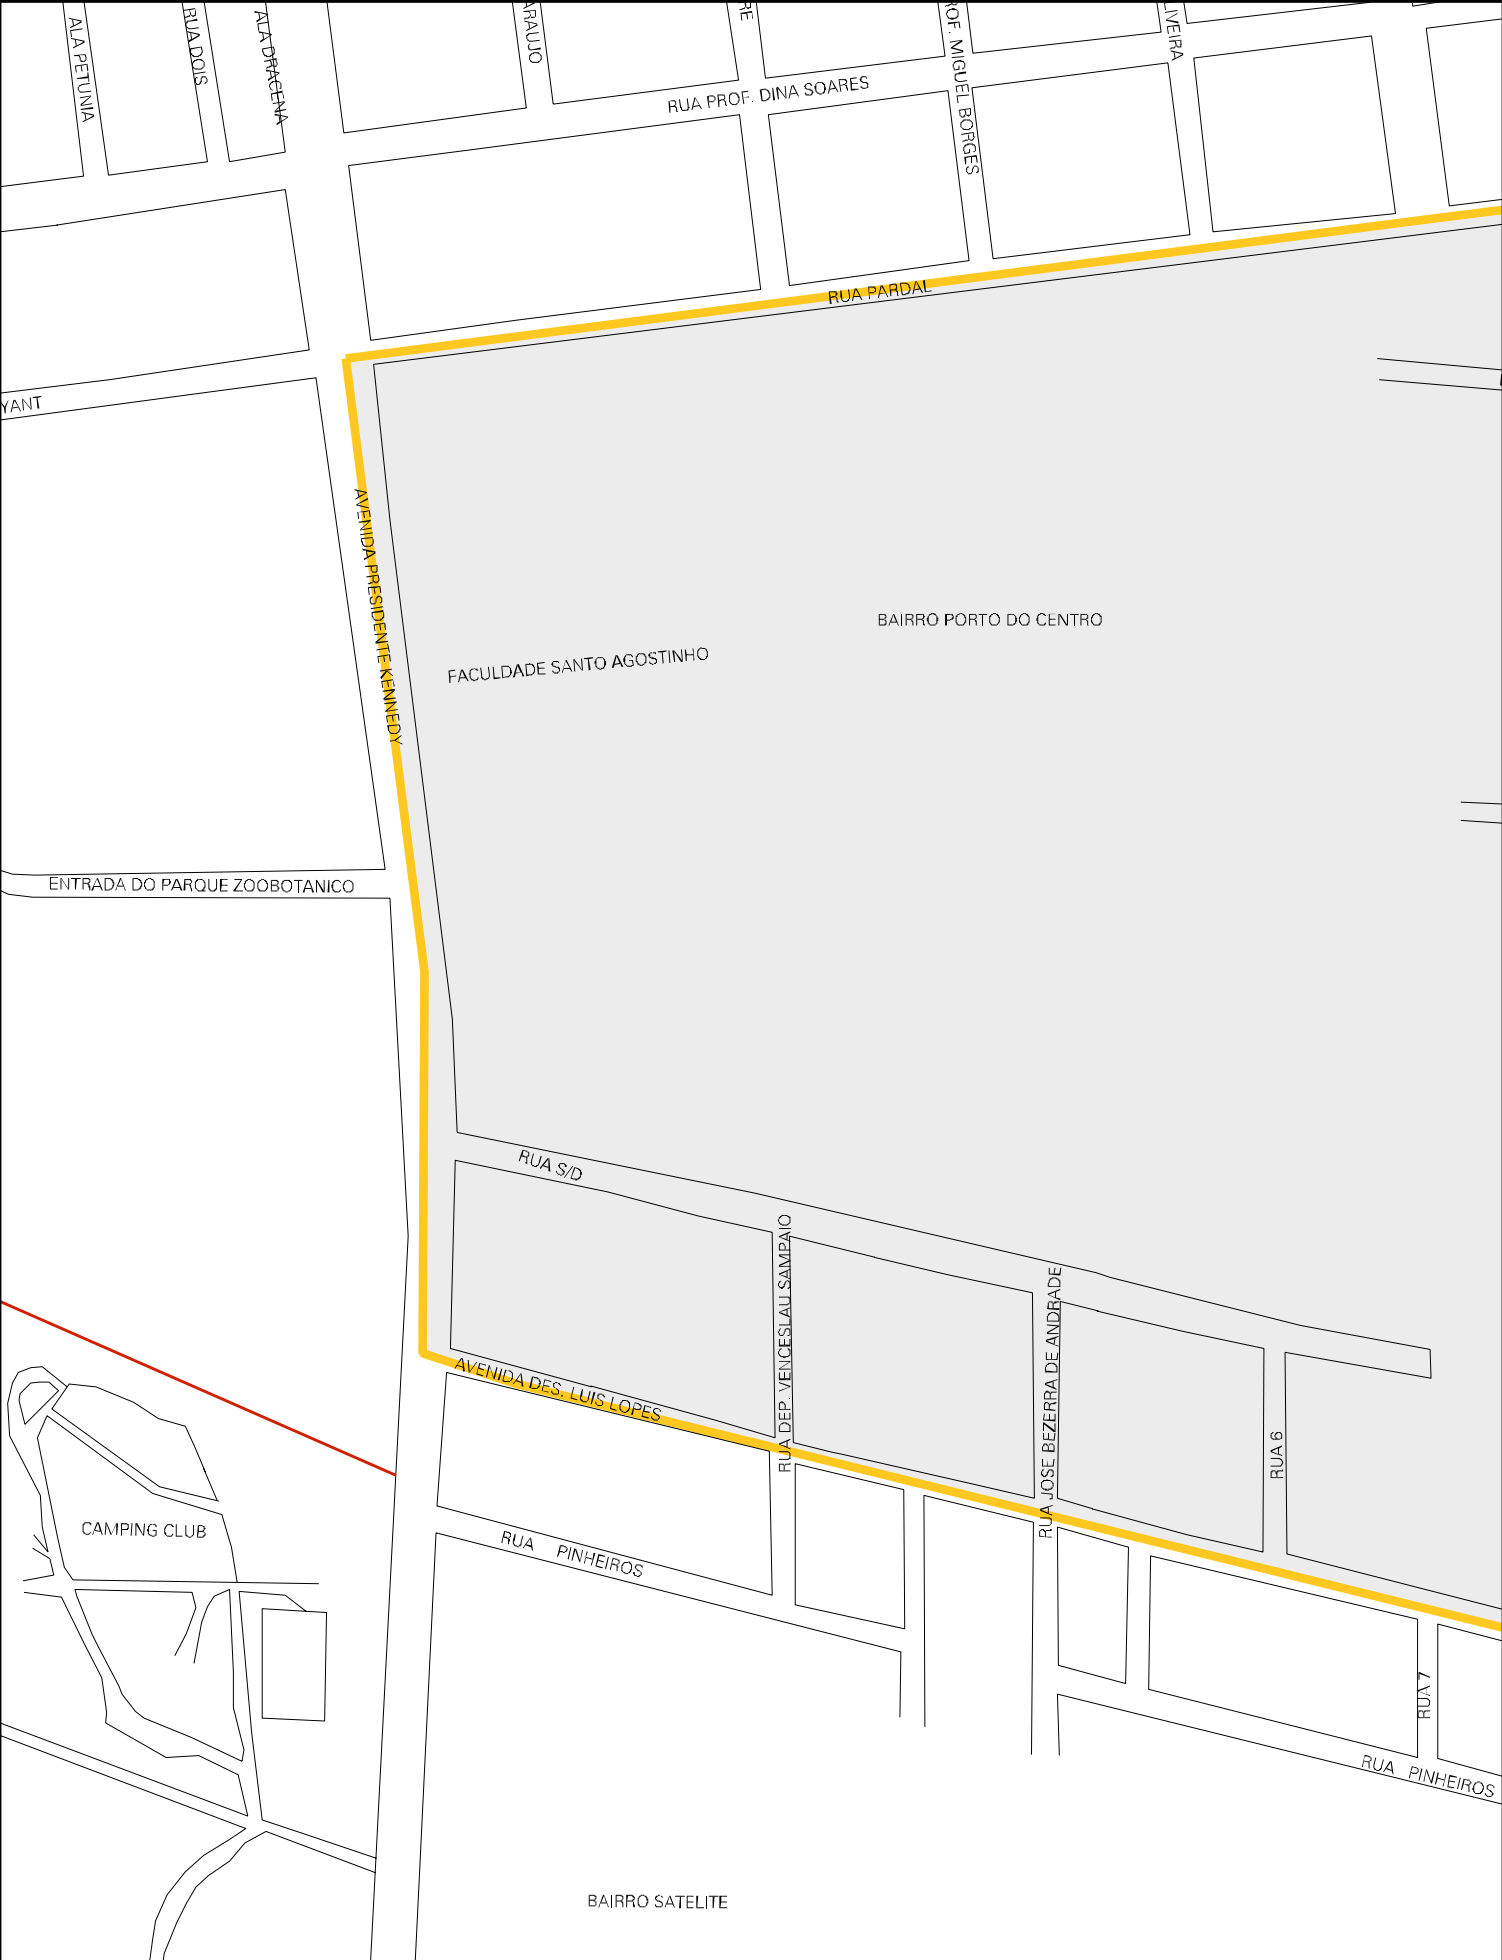 ALA PETUNIA
RUA DOIS
ALA DRACENA
ARAUJO
RE
ROF. MIGUEL BORGES
LIVEIRA
RUA PROF. DINA SOARES
RUA PARDAL
YANT
AVENIDA PRESIDENTE KENNEDY
BAIRRO PORTO DO CENTRO
FACULDADE SANTO AGOSTINHO
ENTRADA DO PARQUE ZOOBOTANICO
RUA S/D
RUA DEP. VENCESLAU SAMPAIO
RUA JOSE BEZERRA DE ANDRADE
AVENIDA DES. LUIS LOPES
RUA 6
CAMPING CLUB
RUA PINHEIROS
RUA 7
RUA PINHEIROS
BAIRRO SATELITE